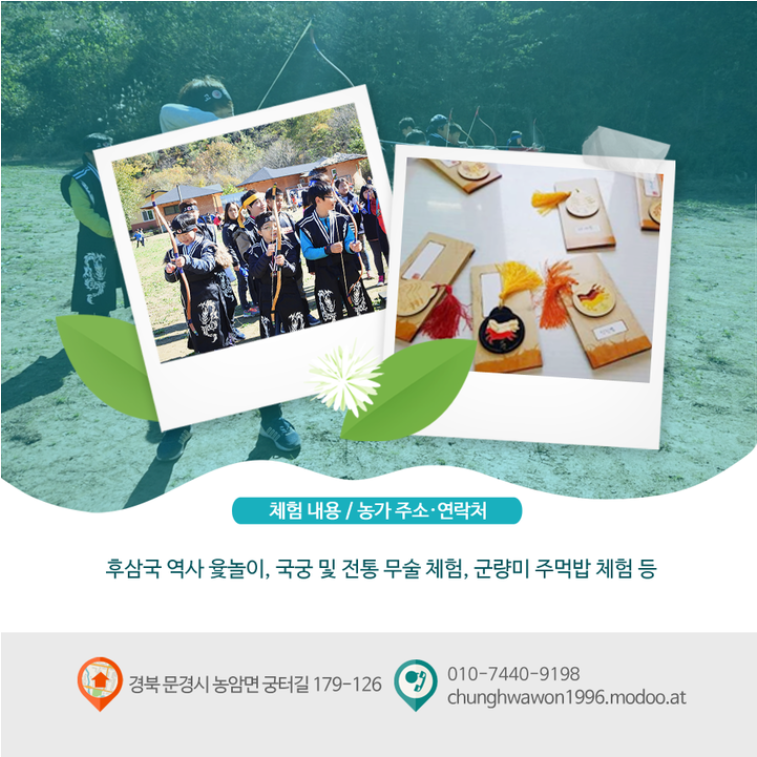 체험 내용 / 농가 주소·연락처
후삼국 역사 윷놀이, 국궁 및 전통 무술 체험, 군량미 주먹밥 체험 등
경북 문경시 농암면 궁터길 179-126
010-7440-9198
chunghwawon1996.modoo.at